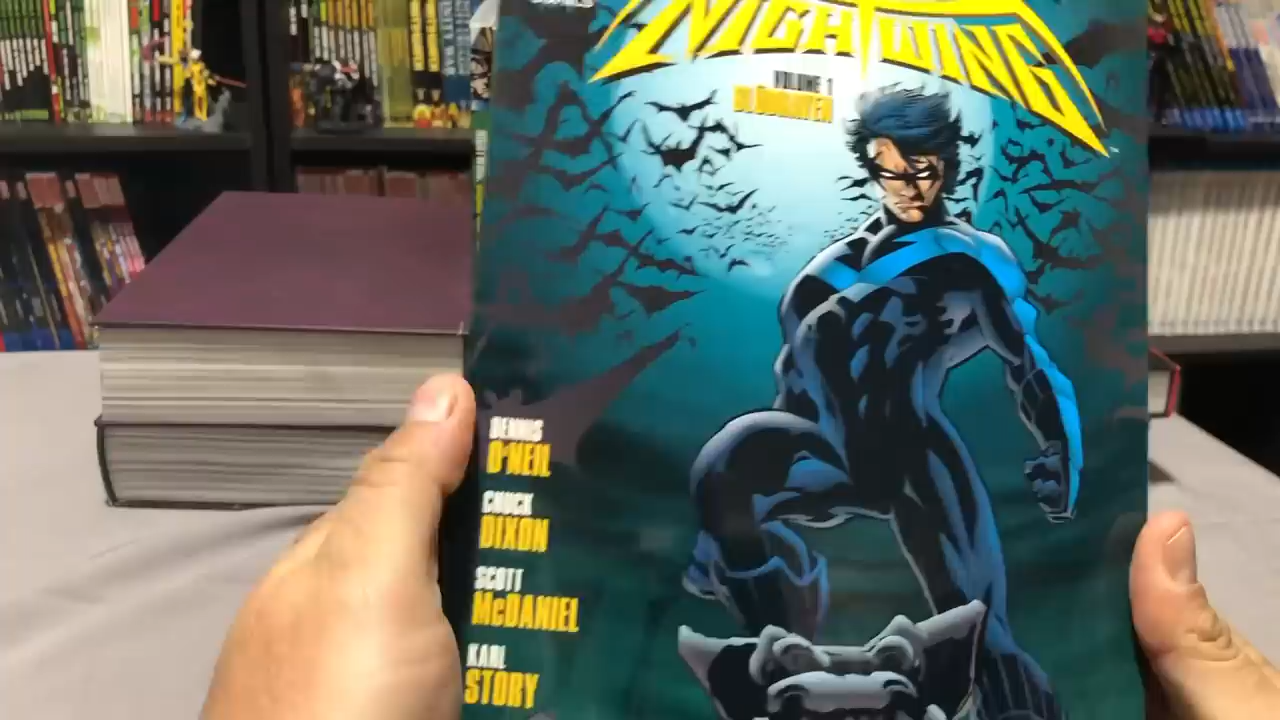 NIGHTWING
VOLUME 1
BLÜDHAVEN
DENNIS
O'NEIL
CHUCK
DIXON
SCOTT
McDANIEL
KARL
STORY